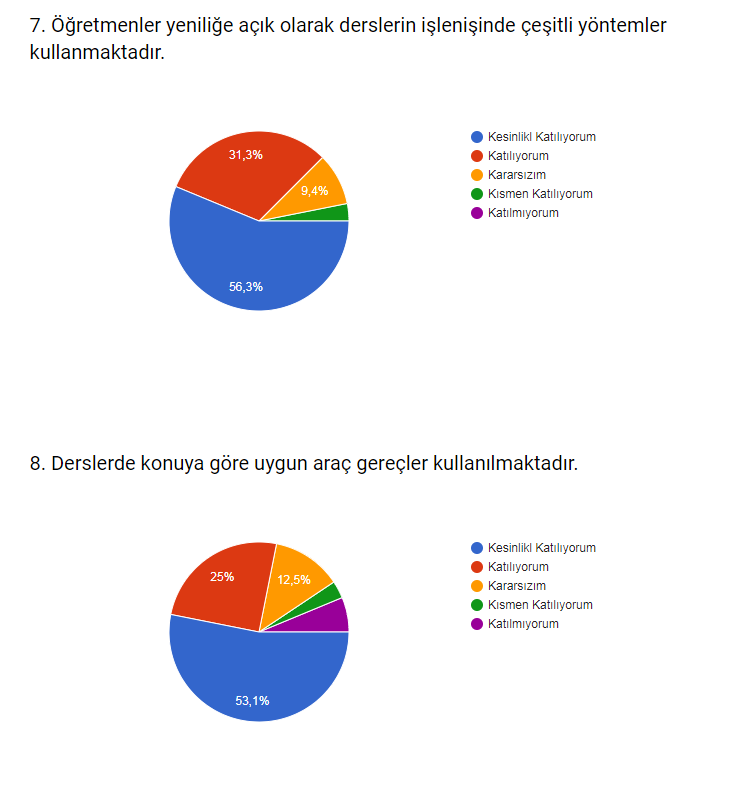 7. Öğretmenler yeniliğe açık olarak derslerin işlenişinde çeşitli yöntemler
kullanmaktadır.
31,3%
9,4%
56,3%
Kesinlikl Katılıyorum
Katılıyorum
Kararsızım
Kısmen Katılıyorum
Katılmıyorum
8. Derslerde konuya göre uygun araç gereçler kullanılmaktadır.
25%
12,5%
53,1%
Kesinlikl Katılıyorum
Katılıyorum
Kararsızım
Kısmen Katılıyorum
Katılmıyorum